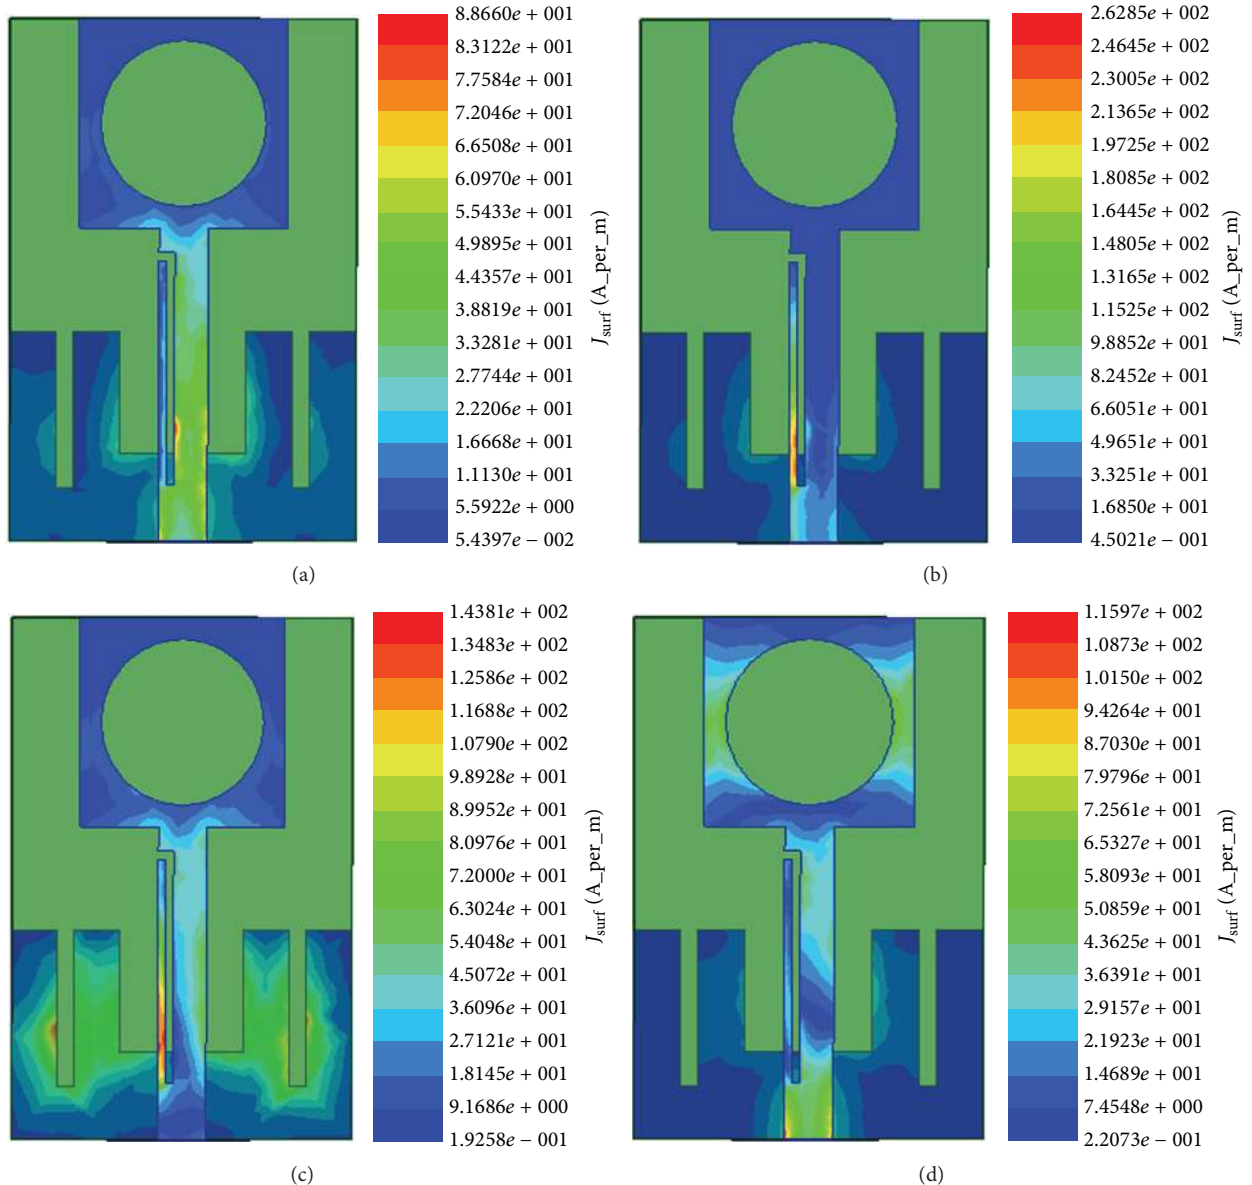 8.8660e + 001
8.3122e + 001
7.7584e + 001
7.2046e + 001
6.6508e + 001
6.0970e + 001
5.5433e + 001
4.9895e + 001
4.4357e + 001
3.8819e + 001
3.3281e + 001
2.7744e + 001
2.2206e + 001
1.6668e + 001
1.1130e + 001
5.5922e + 000
5.4397e − 002
J_surf (A_per_m)
(a)
2.6285e + 002
2.4645e + 002
2.3005e + 002
2.1365e + 002
1.9725e + 002
1.8085e + 002
1.6445e + 002
1.4805e + 002
1.3165e + 002
1.1525e + 002
9.8852e + 001
8.2452e + 001
6.6051e + 001
4.9651e + 001
3.3251e + 001
1.6850e + 001
4.5021e − 001
J_surf (A_per_m)
(b)
1.4381e + 002
1.3483e + 002
1.2586e + 002
1.1688e + 002
1.0790e + 002
9.8928e + 001
8.9952e + 001
8.0976e + 001
7.2000e + 001
6.3024e + 001
5.4048e + 001
4.5072e + 001
3.6096e + 001
2.7121e + 001
1.8145e + 001
9.1686e + 000
1.9258e − 001
J_surf (A_per_m)
(c)
1.1597e + 002
1.0873e + 002
1.0150e + 002
9.4264e + 001
8.7030e + 001
7.9796e + 001
7.2561e + 001
6.5327e + 001
5.8093e + 001
5.0859e + 001
4.3625e + 001
3.6391e + 001
2.9157e + 001
2.1923e + 001
1.4689e + 001
7.4548e + 000
2.2073e − 001
J_surf (A_per_m)
(d)